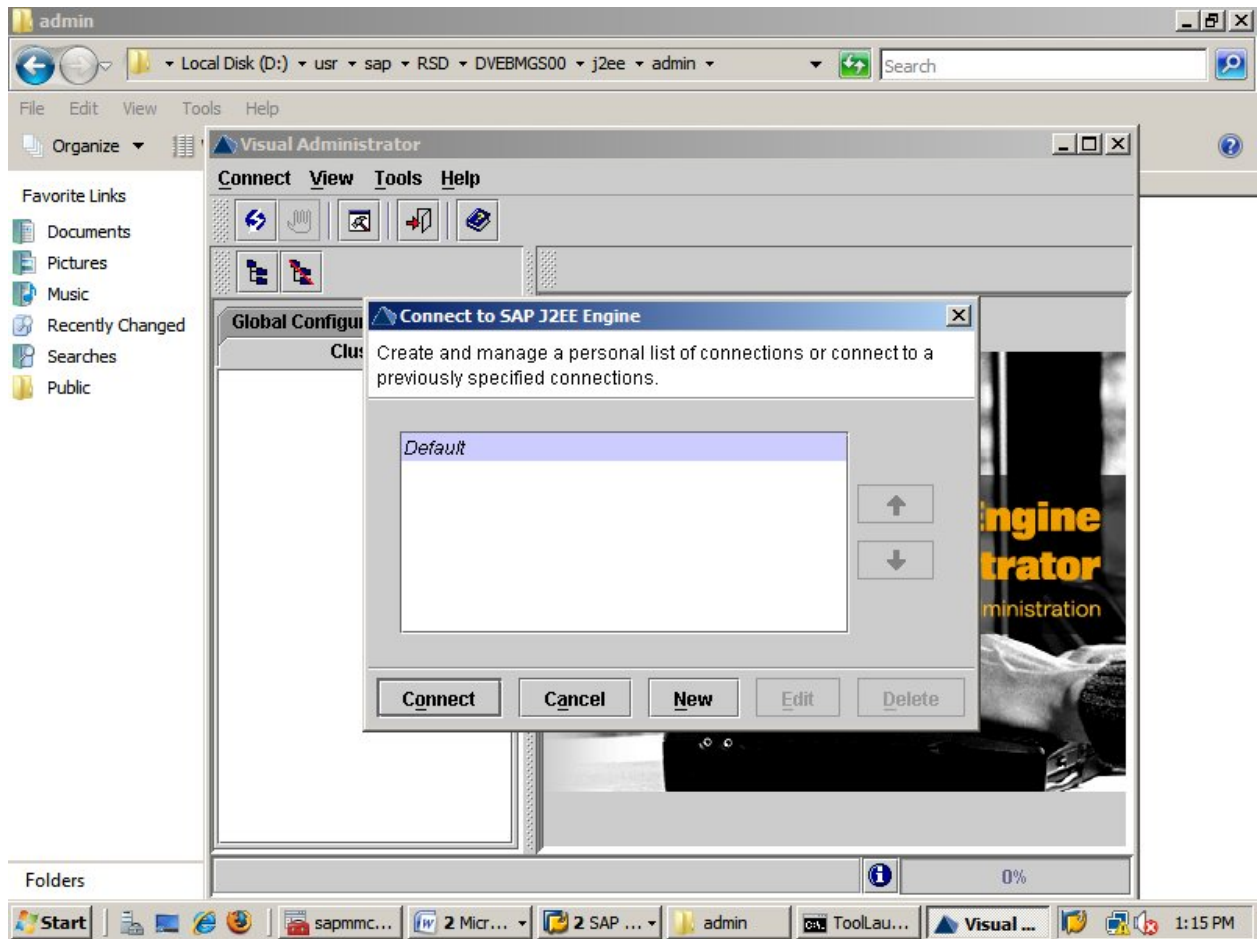 admin
Local Disk (D:) usr sap RSD DVEBMGS00 j2ee admin
Search
File Edit View Tools Help
Organize
Visual Administrator
Connect View Tools Help
Favorite Links
Documents
Pictures
Music
Recently Changed
Searches
Public
Global Configu
Clus
Connect to SAP J2EE Engine
Create and manage a personal list of connections or connect to a
previously specified connections.
Default
Connect Cancel New Edit Delete
ngine
trator
ministration
0%
Folders
Start sapmmc... 2 Micr... 2 SAP ... admin ToolLau... Visual ... 1:15 PM